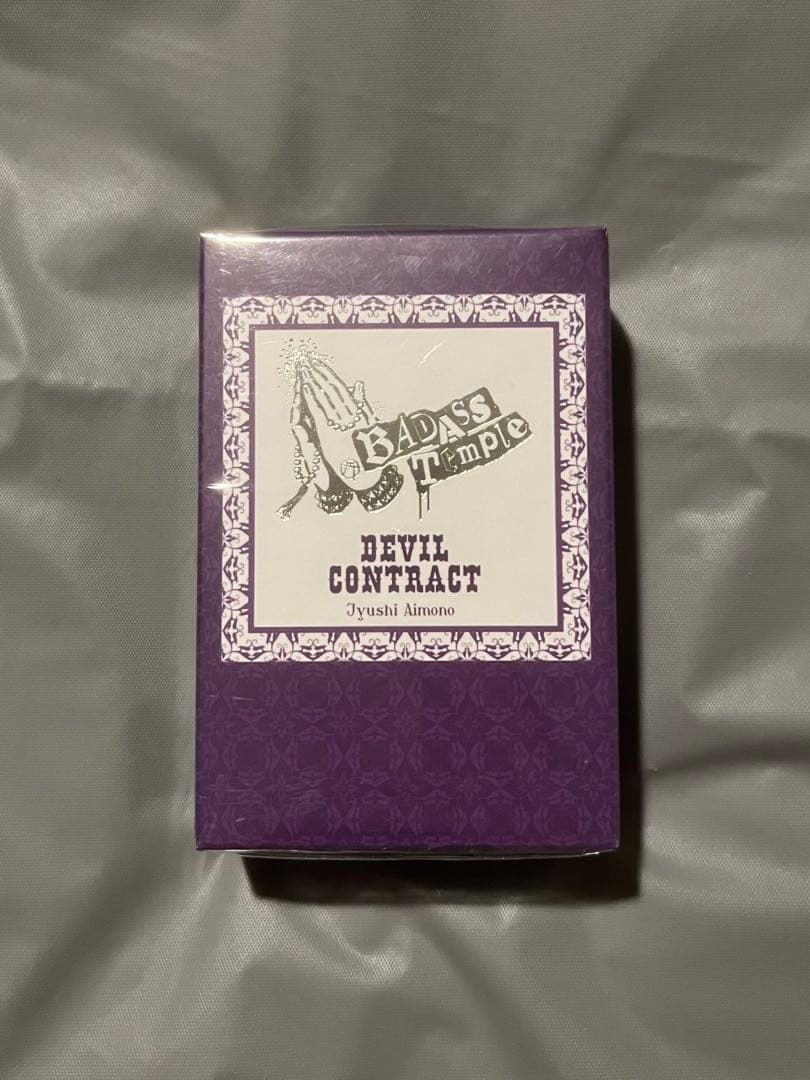 BADASS
Temple
DEVIL
CONTRACT
Jyushi Aimono